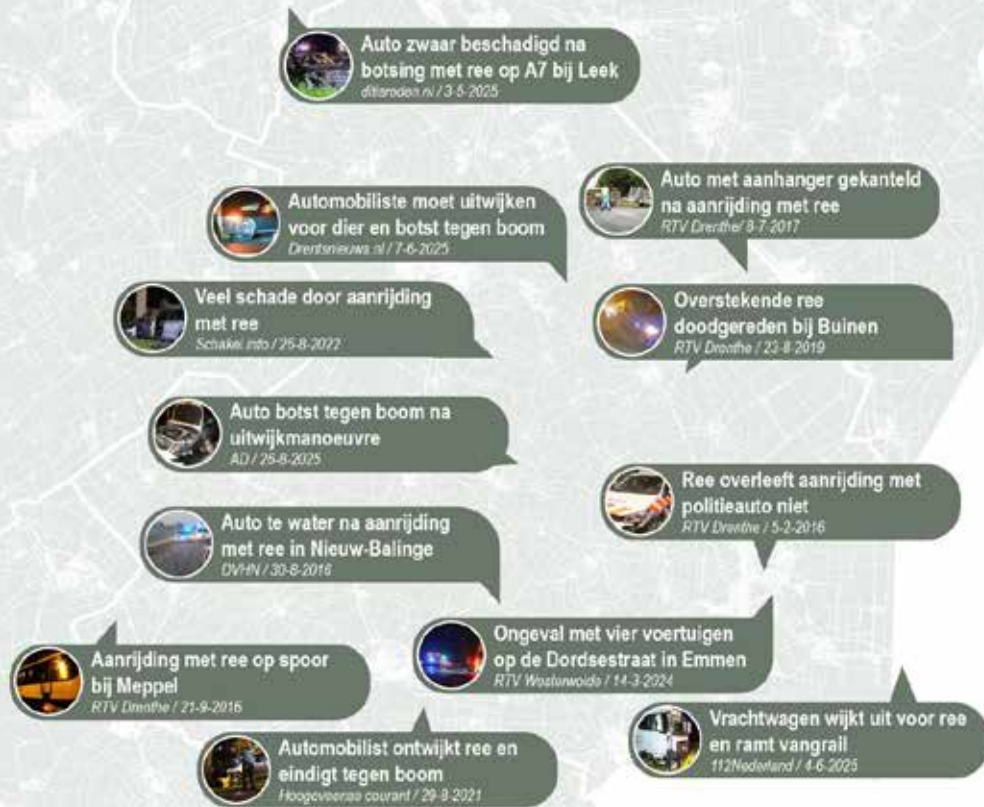 Auto zwaar beschadigd na
botsing met ree op A7 bij Leek
ditisroden.nl / 3-5-2025
Automobiliste moet uitwijken
voor dier en botst tegen boom
Drentsnieuws.nl / 7-6-2025
Auto met aanhanger gekanteld
na aanrijding met ree
RTV Drenthe/ 8-7-2017
Veel schade door aanrijding
met ree
Schakel.info / 26-8-2022
Overstekende ree
doodgereden bij Buinen
RTV Drenthe / 23-8-2019
Auto botst tegen boom na
uitwijkmanoeuvre
AD / 26-8-2025
Ree overleeft aanrijding met
politieauto niet
RTV Drenthe / 5-2-2016
Auto te water na aanrijding
met ree in Nieuw-Balinge
DVHN / 30-8-2016
Ongeval met vier voertuigen
op de Dordsestraat in Emmen
RTV Westerwolde / 14-3-2024
Aanrijding met ree op spoor
bij Meppel
RTV Drenthe / 21-9-2016
Vrachtwagen wijkt uit voor ree
en ramt vangrail
112Nederland / 4-6-2025
Automobilist ontwijkt ree en
eindigt tegen boom
Hoogeveense courant / 29-9-2021